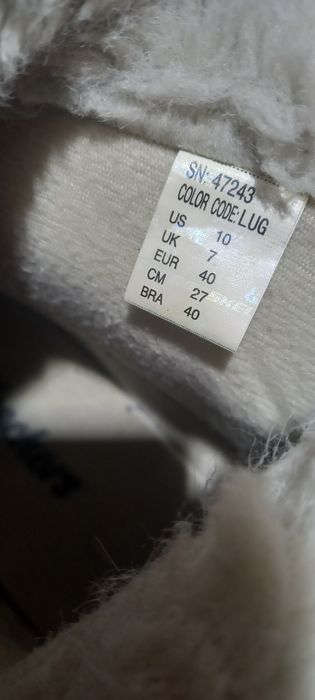 SN: 47243
COLOR CODE: LUG
US 10
UK 7
EUR 40
CM 27
BRA 40